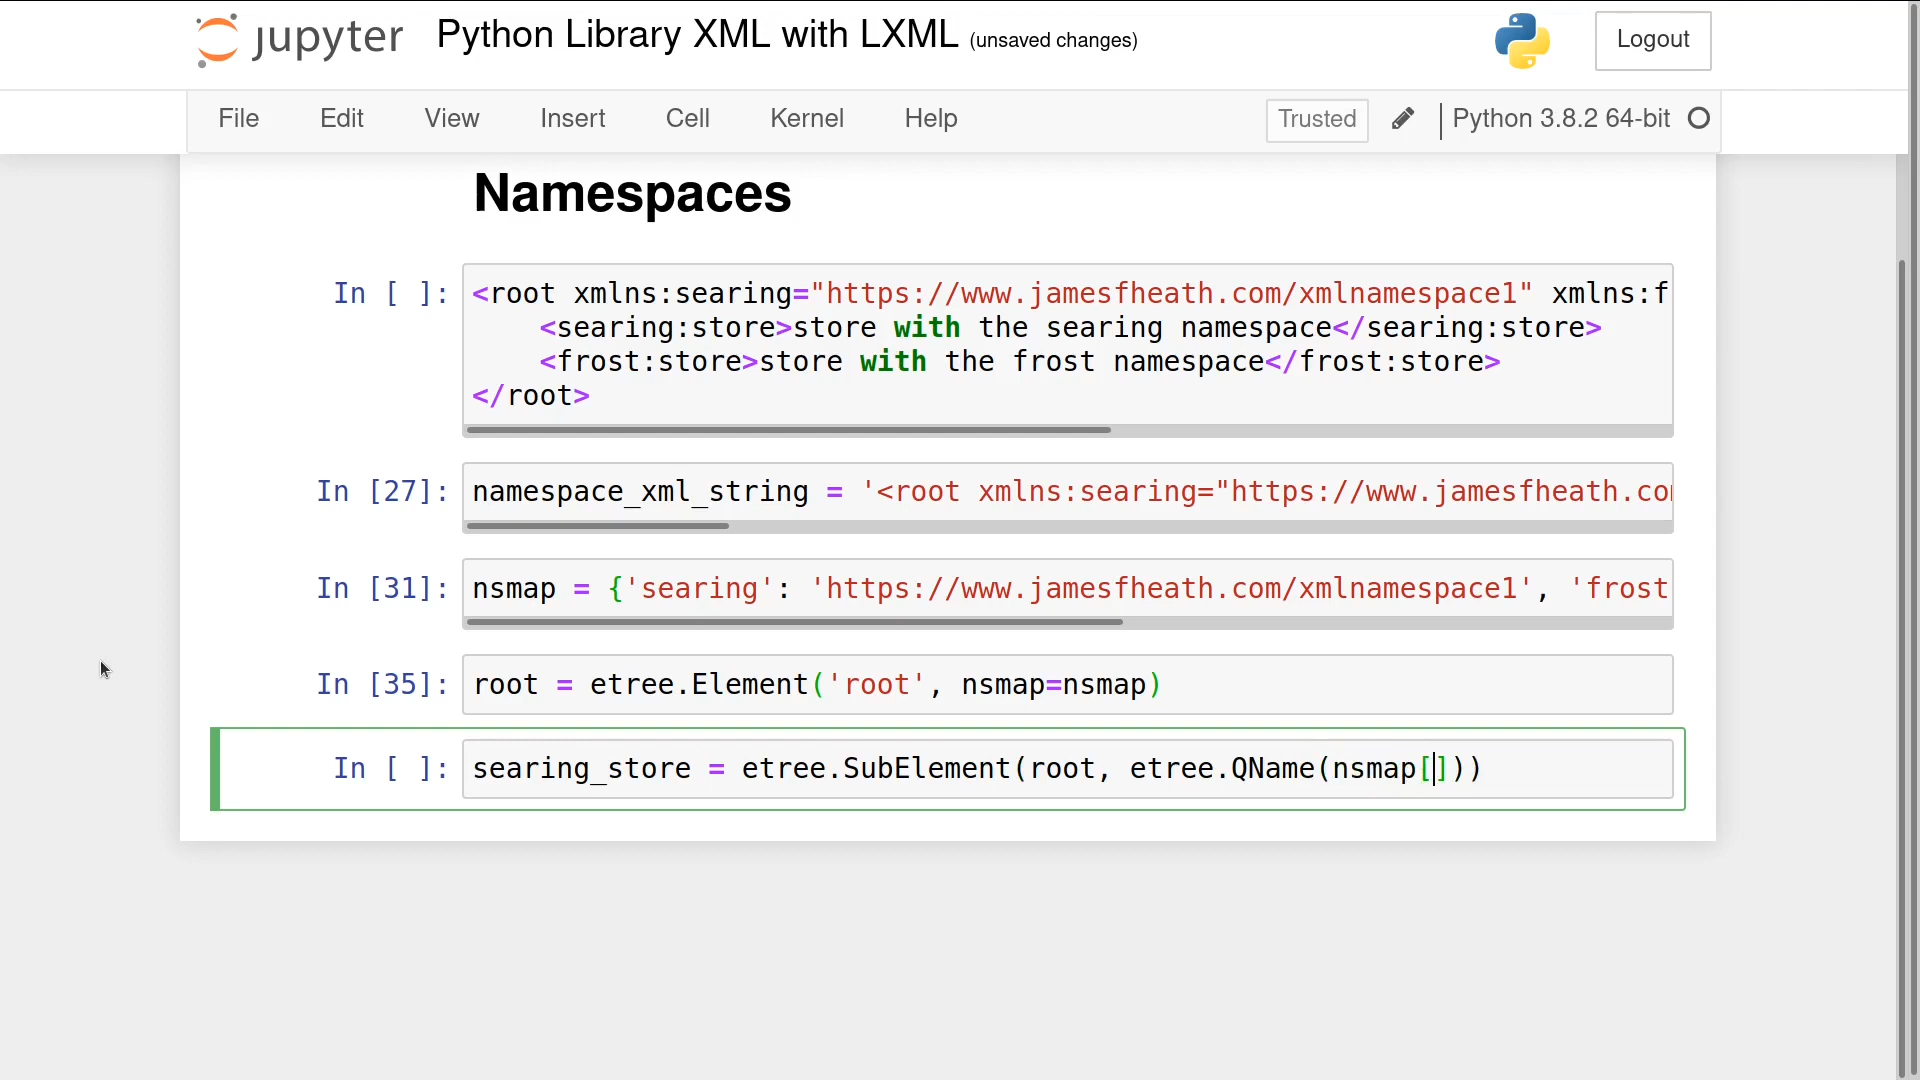 jupyter Python Library XML with LXML (unsaved changes) Logout
File Edit View Insert Cell Kernel Help Trusted Python 3.8.2 64-bit
Namespaces
In [ ]: <root xmlns:searing="https://www.jamesfheath.com/xmlnamespace1" xmlns:f
<searing:store>store with the searing namespace</searing:store>
<frost:store>store with the frost namespace</frost:store>
</root>
In [27]: namespace_xml_string = '<root xmlns:searing="https://www.jamesfheath.co
In [31]: nsmap = {'searing': 'https://www.jamesfheath.com/xmlnamespace1', 'frost
In [35]: root = etree.Element('root', nsmap=nsmap)
In [ ]: searing_store = etree.SubElement(root, etree.QName(nsmap[]))